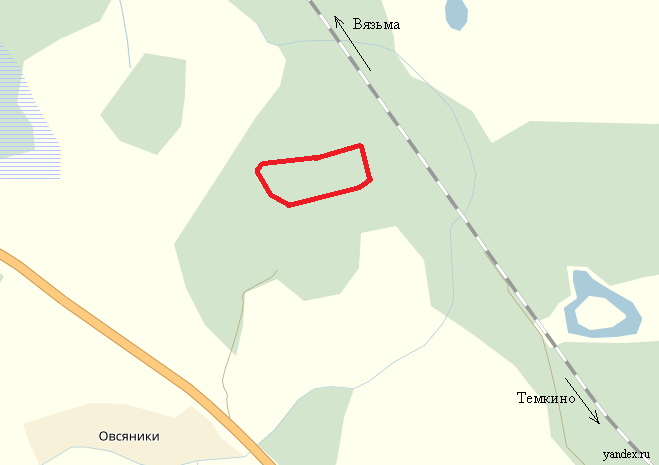 Вязьма
Темкино
Овсяники
yandex.ru